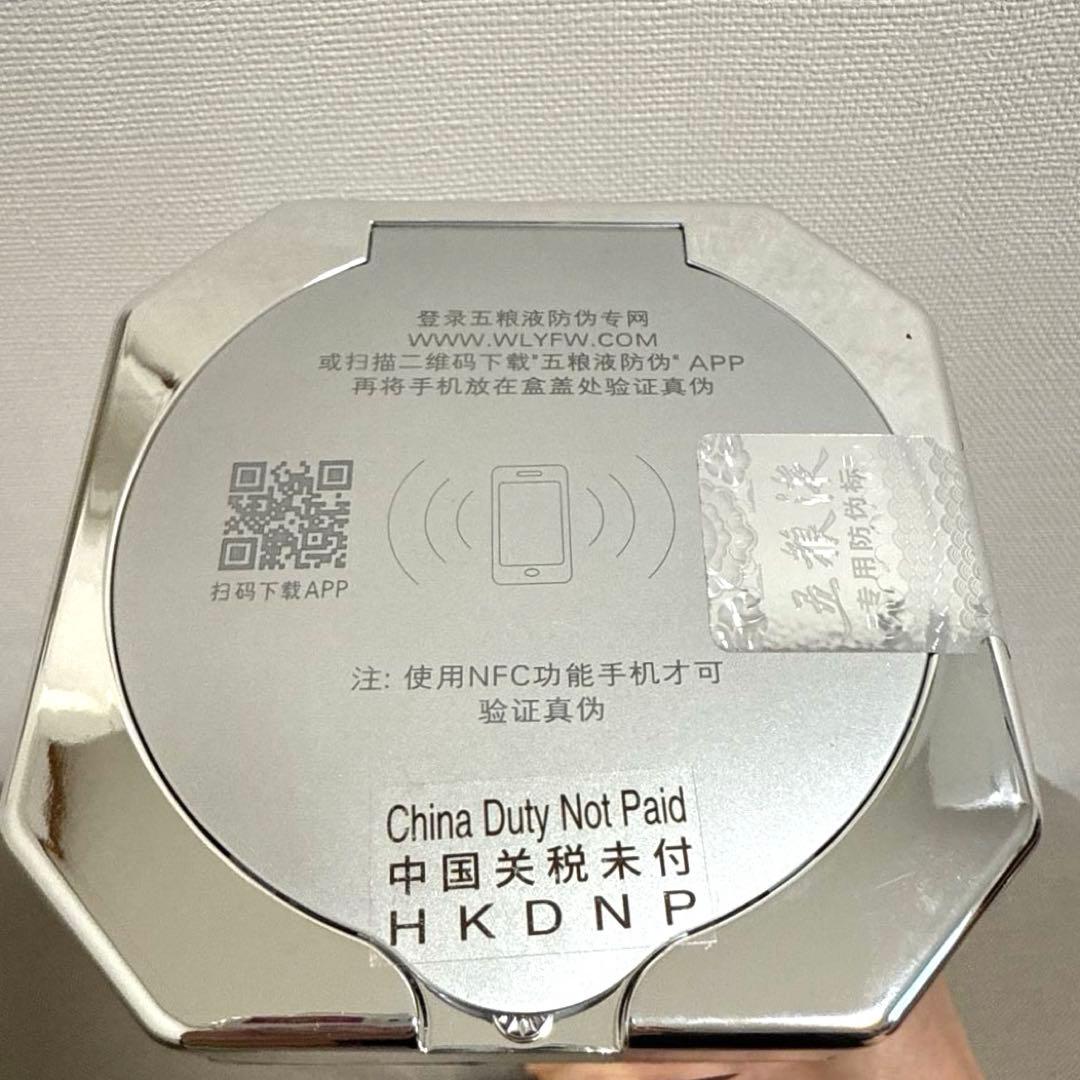 登录五粮液防伪专网
WWW.WLYFW.COM
或扫描二维码下载"五粮液防伪" APP
再将手机放在盒盖处验证真伪
扫码下载APP
五粮液
专用防伪标
注: 使用NFC功能手机才可
验证真伪
China Duty Not Paid
中国关税未付
HKDNP